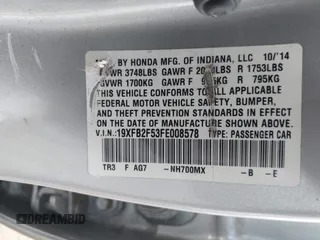 BY HONDA MFG. OF INDIANA, LLC 10/'14
GVWR 3748LBS GAWR F LBS R 1753LBS
GVWR 1700KG GAWR F KG R 795KG
THIS VEHICLE CONFORMS TO ALL APPLICABLE
FEDERAL MOTOR VEHICLE SAFETY, BUMPER,
AND THEFT PREVENTION STANDARDS IN EFFECT
ON THE DATE OF MANUFACTURE SHOWN ABOVE.
V.I.N.: 19XFB2F53FE008578 TYPE: PASSENGER CAR
TR3 F AG7 -NH700MX -B -E
DREAMBID